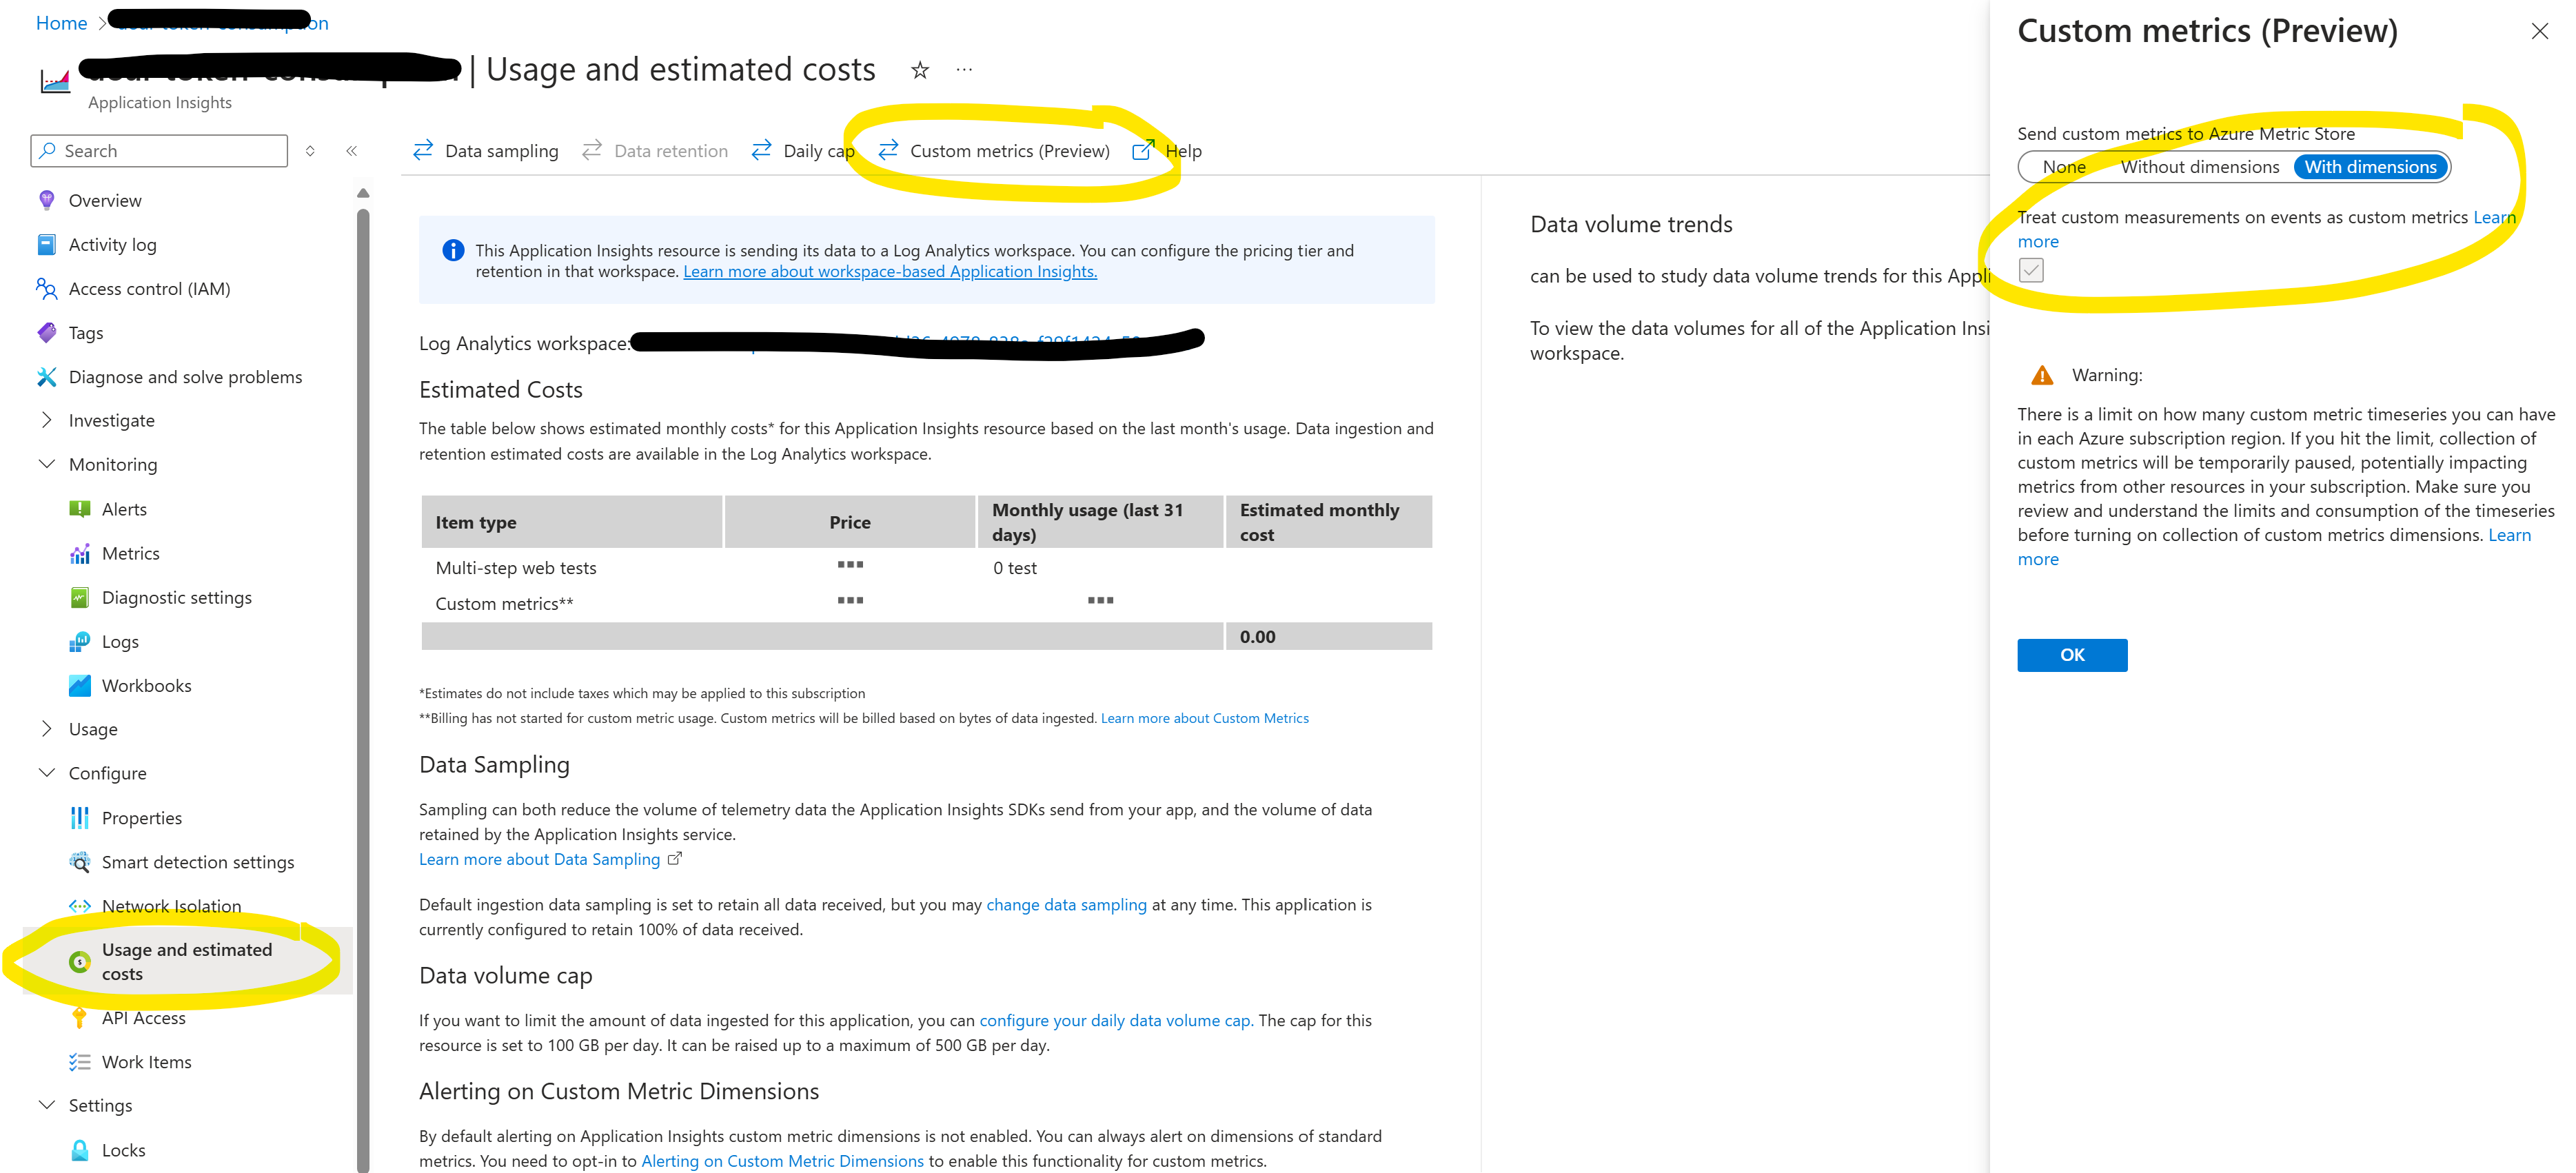 Home
| Usage and estimated costs
Application Insights
Search
Overview
Activity log
Access control (IAM)
Tags
Diagnose and solve problems
Investigate
Monitoring
Alerts
Metrics
Diagnostic settings
Logs
Workbooks
Usage
Configure
Properties
Smart detection settings
Network Isolation
Usage and estimated
costs
API Access
Work Items
Settings
Locks
Data sampling
Data retention
Daily cap
Custom metrics (Preview)
Help
This Application Insights resource is sending its data to a Log Analytics workspace. You can configure the pricing tier and
retention in that workspace. Learn more about workspace-based Application Insights.
Log Analytics workspace:
Estimated Costs
The table below shows estimated monthly costs* for this Application Insights resource based on the last month's usage. Data ingestion and
retention estimated costs are available in the Log Analytics workspace.
Item type
Price
Monthly usage (last 31
days)
Estimated monthly
cost
Multi-step web tests
0 test
Custom metrics**
0.00
*Estimates do not include taxes which may be applied to this subscription
**Billing has not started for custom metric usage. Custom metrics will be billed based on bytes of data ingested. Learn more about Custom Metrics
Data Sampling
Sampling can both reduce the volume of telemetry data the Application Insights SDKs send from your app, and the volume of data
retained by the Application Insights service.
Learn more about Data Sampling
Default ingestion data sampling is set to retain all data received, but you may change data sampling at any time. This application is
currently configured to retain 100% of data received.
Data volume cap
If you want to limit the amount of data ingested for this application, you can configure your daily data volume cap. The cap for this
resource is set to 100 GB per day. It can be raised up to a maximum of 500 GB per day.
Alerting on Custom Metric Dimensions
By default alerting on Application Insights custom metric dimensions is not enabled. You can always alert on dimensions of standard
metrics. You need to opt-in to Alerting on Custom Metric Dimensions to enable this functionality for custom metrics.
Data volume trends
can be used to study data volume trends for this Appli
To view the data volumes for all of the Application Insi
workspace.
Custom metrics (Preview)
Send custom metrics to Azure Metric Store
None
Without dimensions
With dimensions
Treat custom measurements on events as custom metrics Learn
more
Warning:
There is a limit on how many custom metric timeseries you can have
in each Azure subscription region. If you hit the limit, collection of
custom metrics will be temporarily paused, potentially impacting
metrics from other resources in your subscription. Make sure you
review and understand the limits and consumption of the timeseries
before turning on collection of custom metrics dimensions. Learn
more
OK